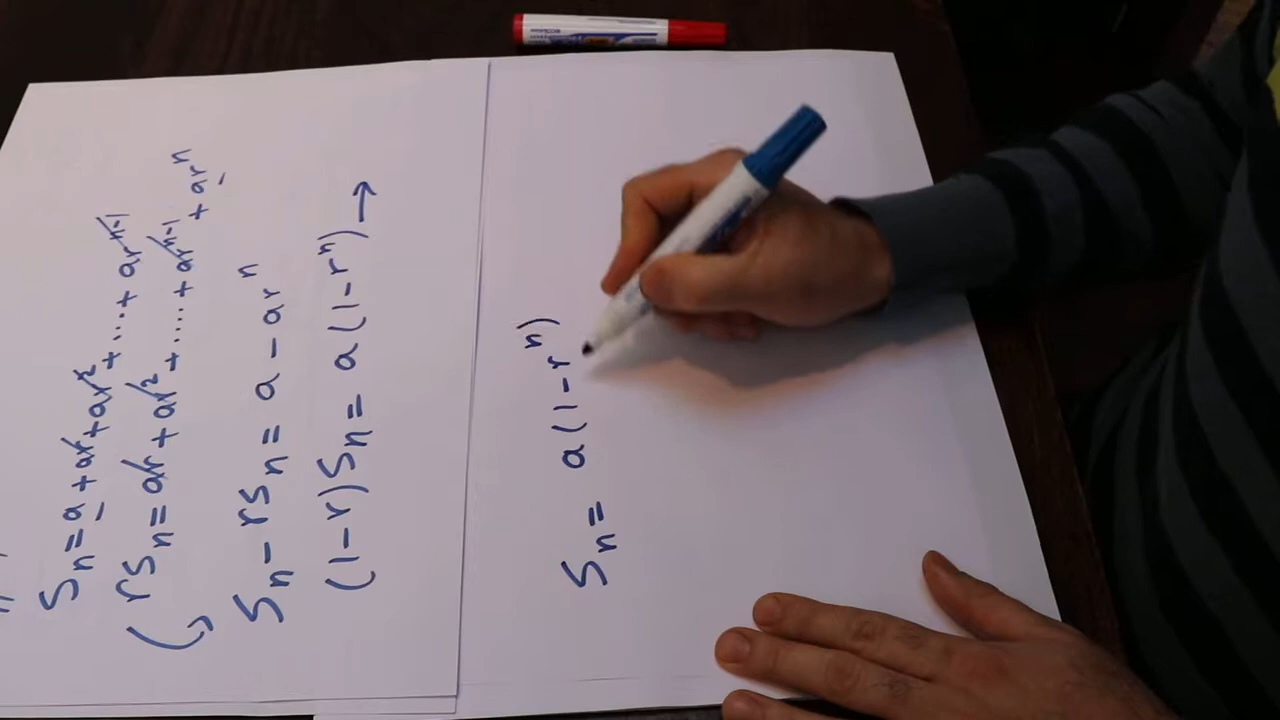 Sn = a + ar + ar² + .... + arⁿ⁻¹
rSn = ar + ar² + .... + arⁿ⁻¹ + arⁿ
Sn − rSn = a − arⁿ
(1−r)Sn = a(1−rⁿ) →
Sn = a(1−rⁿ)